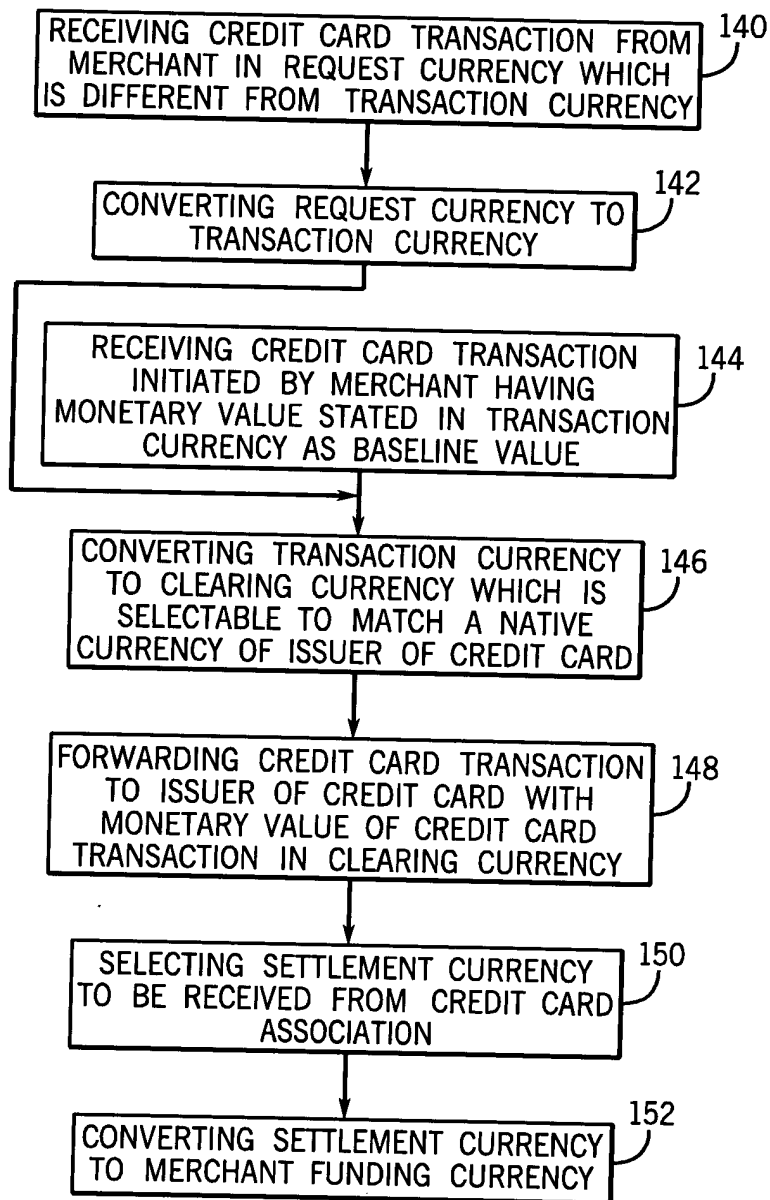 RECEIVING CREDIT CARD TRANSACTION FROM
MERCHANT IN REQUEST CURRENCY WHICH
IS DIFFERENT FROM TRANSACTION CURRENCY
140
CONVERTING REQUEST CURRENCY TO
TRANSACTION CURRENCY
142
RECEIVING CREDIT CARD TRANSACTION
INITIATED BY MERCHANT HAVING
MONETARY VALUE STATED IN TRANSACTION
CURRENCY AS BASELINE VALUE
144
CONVERTING TRANSACTION CURRENCY
TO CLEARING CURRENCY WHICH IS
SELECTABLE TO MATCH A NATIVE
CURRENCY OF ISSUER OF CREDIT CARD
146
FORWARDING CREDIT CARD TRANSACTION
TO ISSUER OF CREDIT CARD WITH
MONETARY VALUE OF CREDIT CARD
TRANSACTION IN CLEARING CURRENCY
148
SELECTING SETTLEMENT CURRENCY
TO BE RECEIVED FROM CREDIT CARD
ASSOCIATION
150
CONVERTING SETTLEMENT CURRENCY
TO MERCHANT FUNDING CURRENCY
152